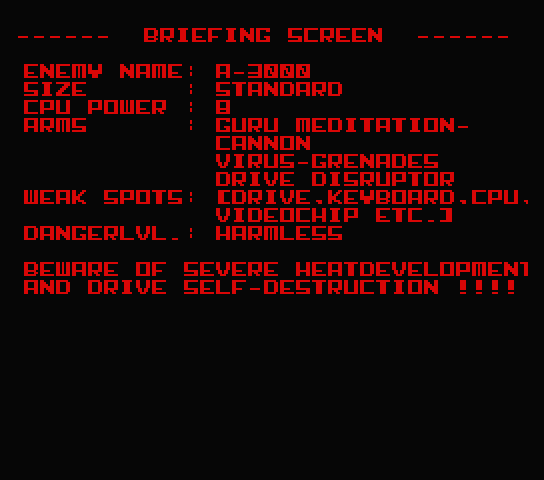 ------  BRIEFING SCREEN  ------
ENEMY NAME: A-3000
SIZE      : STANDARD
CPU POWER : 8
ARMS      : GURU MEDITATION-
CANNON
VIRUS-GRENADES
DRIVE DISRUPTOR
WEAK SPOTS: [DRIVE,KEYBOARD,CPU,
VIDEOCHIP ETC.]
DANGERLVL.: HARMLESS
BEWARE OF SEVERE HEATDEVELOPMENT
AND DRIVE SELF-DESTRUCTION !!!!